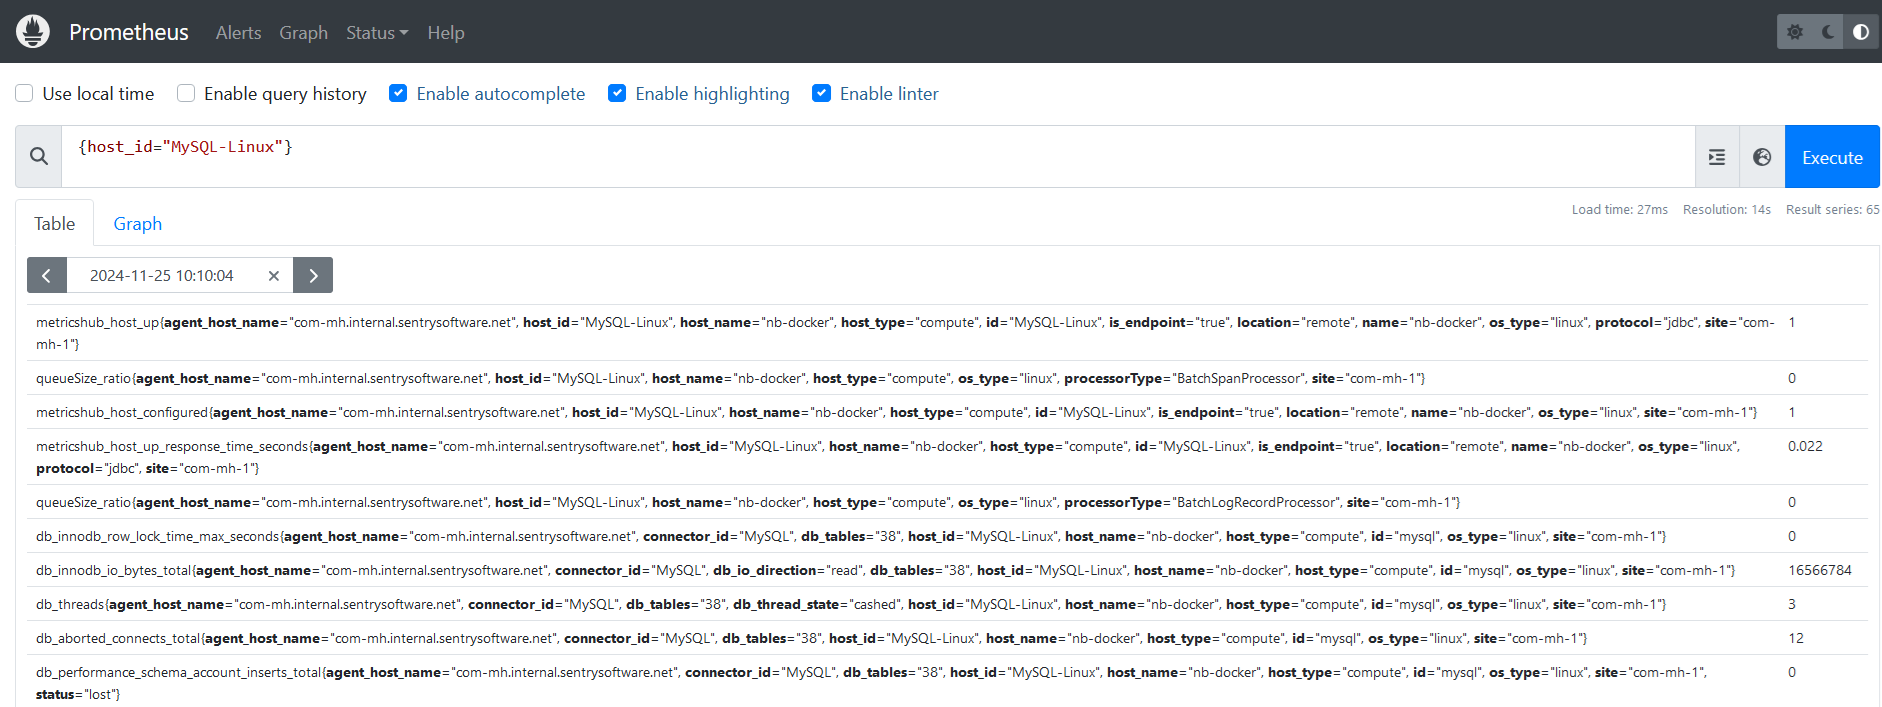 Prometheus Alerts Graph Status Help
Use local time Enable query history Enable autocomplete Enable highlighting Enable linter
{host_id="MySQL-Linux"}
Execute
Table Graph
Load time: 27ms Resolution: 14s Result series: 65
2024-11-25 10:10:04
metricshub_host_up{agent_host_name="com-mh.internal.sentrysoftware.net", host_id="MySQL-Linux", host_name="nb-docker", host_type="compute", id="MySQL-Linux", is_endpoint="true", location="remote", name="nb-docker", os_type="linux", protocol="jdbc", site="com- 1
mh-1"}
queueSize_ratio{agent_host_name="com-mh.internal.sentrysoftware.net", host_id="MySQL-Linux", host_name="nb-docker", host_type="compute", os_type="linux", processorType="BatchSpanProcessor", site="com-mh-1"} 0
metricshub_host_configured{agent_host_name="com-mh.internal.sentrysoftware.net", host_id="MySQL-Linux", host_name="nb-docker", host_type="compute", id="MySQL-Linux", is_endpoint="true", location="remote", name="nb-docker", os_type="linux", site="com-mh-1"} 1
metricshub_host_up_response_time_seconds{agent_host_name="com-mh.internal.sentrysoftware.net", host_id="MySQL-Linux", host_name="nb-docker", host_type="compute", id="MySQL-Linux", is_endpoint="true", location="remote", name="nb-docker", os_type="linux", 0.022
protocol="jdbc", site="com-mh-1"}
queueSize_ratio{agent_host_name="com-mh.internal.sentrysoftware.net", host_id="MySQL-Linux", host_name="nb-docker", host_type="compute", os_type="linux", processorType="BatchLogRecordProcessor", site="com-mh-1"} 0
db_innodb_row_lock_time_max_seconds{agent_host_name="com-mh.internal.sentrysoftware.net", connector_id="MySQL", db_tables="38", host_id="MySQL-Linux", host_name="nb-docker", host_type="compute", id="mysql", os_type="linux", site="com-mh-1"} 0
db_innodb_io_bytes_total{agent_host_name="com-mh.internal.sentrysoftware.net", connector_id="MySQL", db_io_direction="read", db_tables="38", host_id="MySQL-Linux", host_name="nb-docker", host_type="compute", id="mysql", os_type="linux", site="com-mh-1"} 16566784
db_threads{agent_host_name="com-mh.internal.sentrysoftware.net", connector_id="MySQL", db_tables="38", db_thread_state="cashed", host_id="MySQL-Linux", host_name="nb-docker", host_type="compute", id="mysql", os_type="linux", site="com-mh-1"} 3
db_aborted_connects_total{agent_host_name="com-mh.internal.sentrysoftware.net", connector_id="MySQL", db_tables="38", host_id="MySQL-Linux", host_name="nb-docker", host_type="compute", id="mysql", os_type="linux", site="com-mh-1"} 12
db_performance_schema_account_inserts_total{agent_host_name="com-mh.internal.sentrysoftware.net", connector_id="MySQL", db_tables="38", host_id="MySQL-Linux", host_name="nb-docker", host_type="compute", id="mysql", os_type="linux", site="com-mh-1", 0
status="lost"}